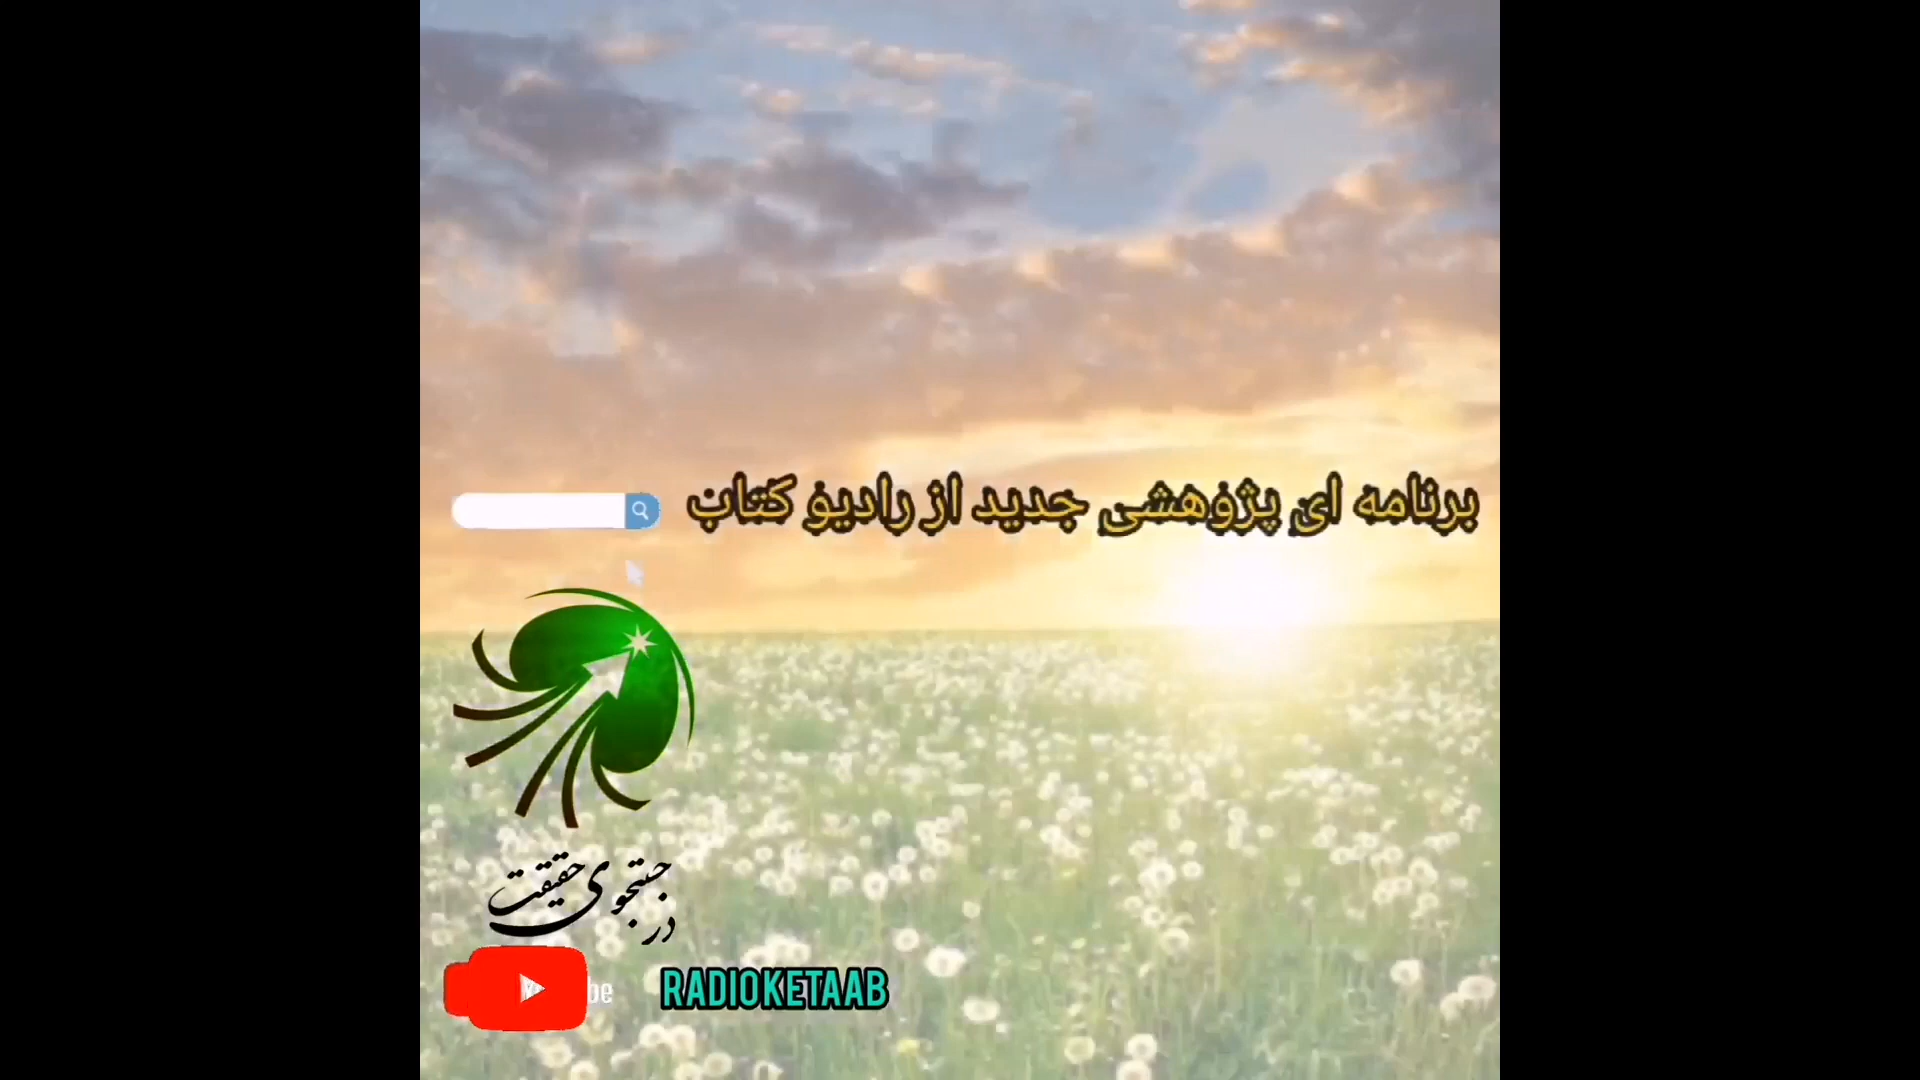 برنامه ای پژوهشی جدید از رادیو کتاب
در جستجوی حقیقت
RADIOKETAAB